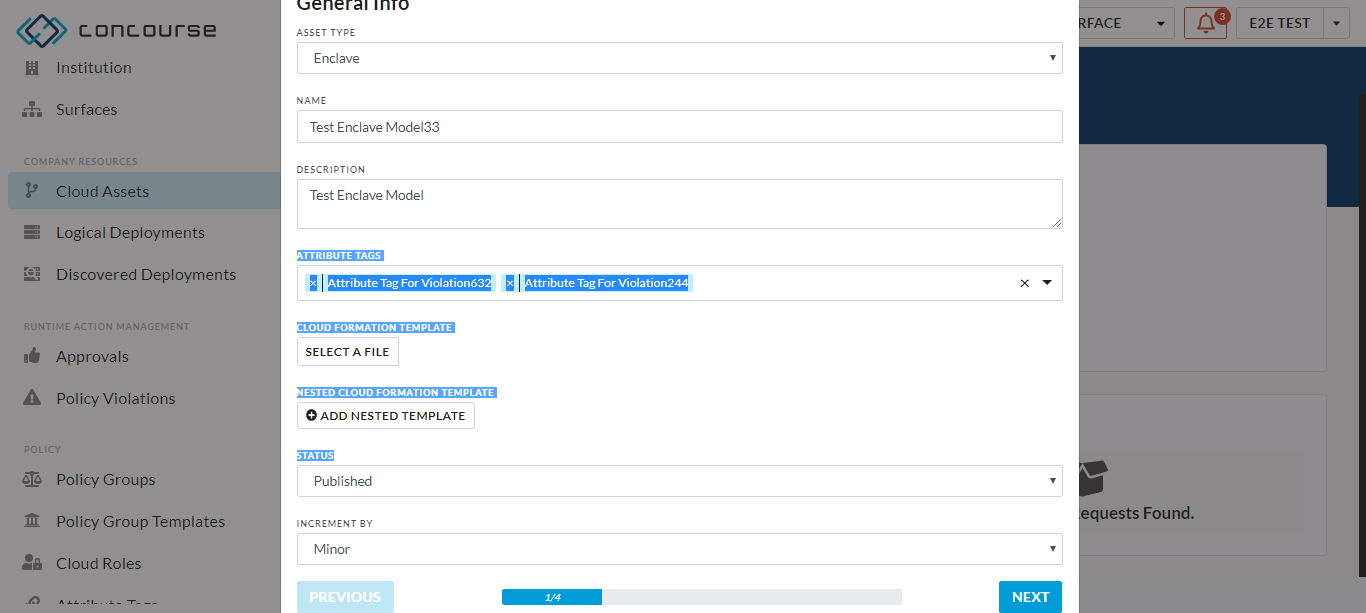 concourse
Institution
Surfaces
COMPANY RESOURCES
Cloud Assets
Logical Deployments
Discovered Deployments
RUNTIME ACTION MANAGEMENT
Approvals
Policy Violations
POLICY
Policy Groups
Policy Group Templates
Cloud Roles
Attribute Tags
General Info
ASSET TYPE
Enclave
NAME
Test Enclave Model33
DESCRIPTION
Test Enclave Model
ATTRIBUTE TAGS
× Attribute Tag For Violation632 × Attribute Tag For Violation244 ×
CLOUD FORMATION TEMPLATE
SELECT A FILE
NESTED CLOUD FORMATION TEMPLATE
ADD NESTED TEMPLATE
STATUS
Published
INCREMENT BY
Minor
PREVIOUS 1/4 NEXT
RFACE 3 E2E TEST
equests Found.